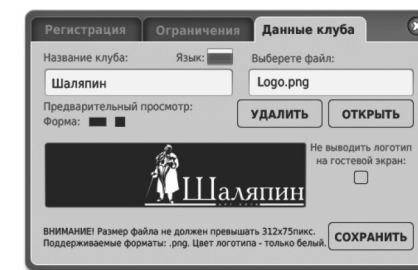 Регистрация Ограничения Данные клуба
Название клуба: Язык: Выберете файл:
Шаляпин Logo.png
Предварительный просмотр: УДАЛИТЬ ОТКРЫТЬ
Форма:
Не выводить логотип
на гостевой экран:
Шаляпин
ВНИМАНИЕ! Размер файла не должен превышать 312х75пикс.
Поддерживаемые форматы: .png. Цвет логотипа - только белый.
СОХРАНИТЬ